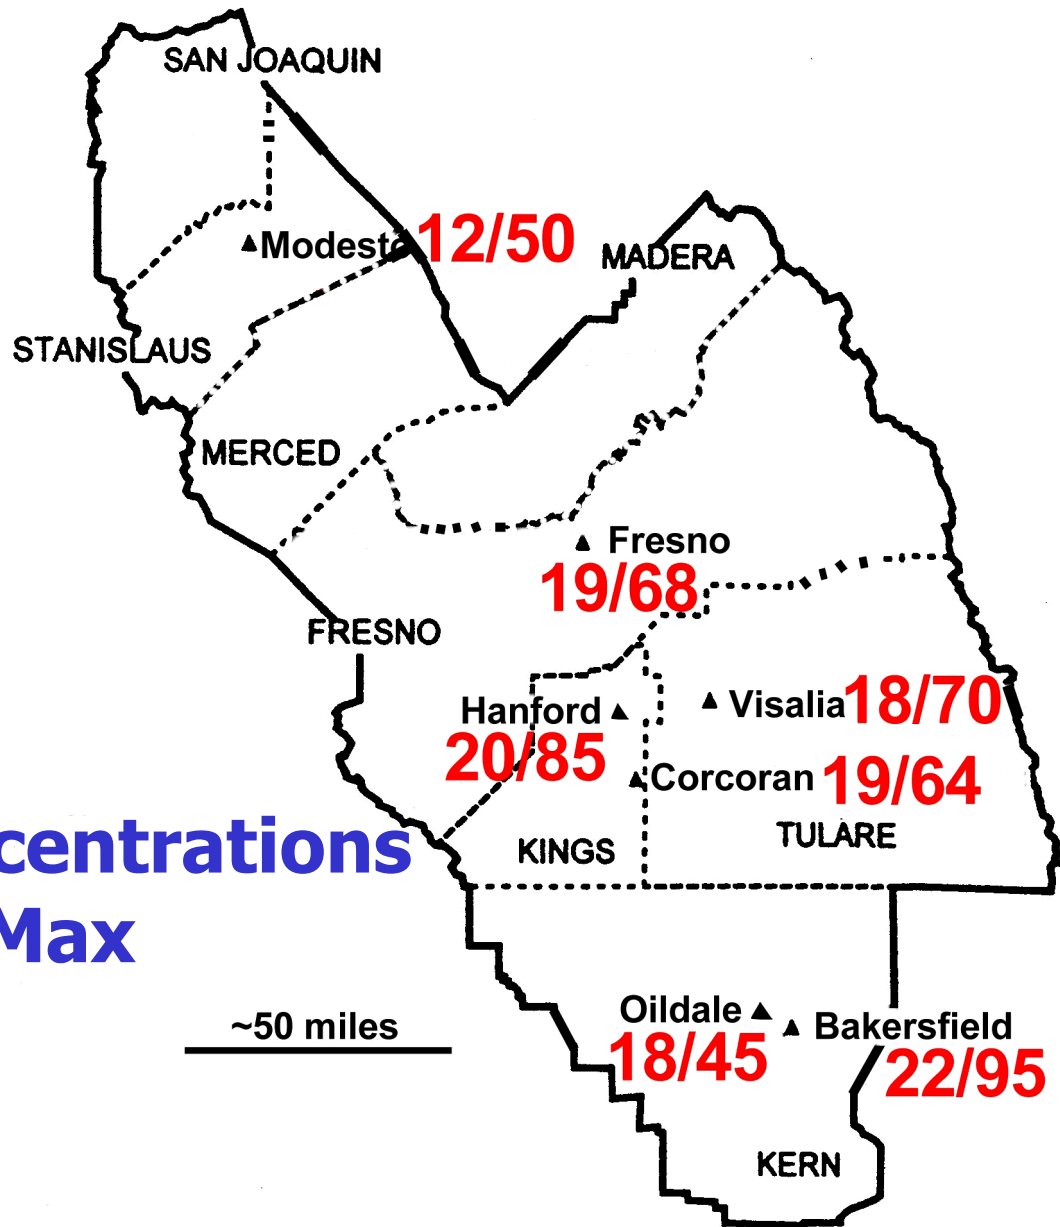 SAN JOAQUIN
Modesto 12/50
MADERA
STANISLAUS
MERCED
Fresno
19/68
FRESNO
Hanford
20/85
Visalia 18/70
Corcoran 19/64
TULARE
centrations
KINGS
Max
~50 miles
Oildale
18/45
Bakersfield
22/95
KERN